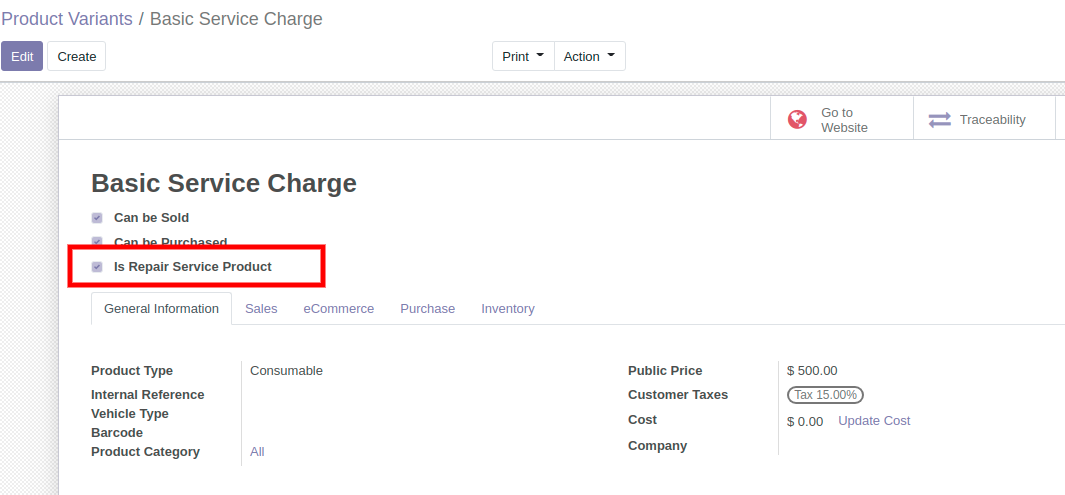 Product Variants / Basic Service Charge
Edit Create Print Action
Go to Website Traceability
Basic Service Charge
Can be Sold
Can be Purchased
Is Repair Service Product
General Information Sales eCommerce Purchase Inventory
Product Type Consumable Public Price $ 500.00
Internal Reference Customer Taxes Tax 15.00%
Vehicle Type
Cost $ 0.00 Update Cost
Barcode
Company
Product Category All